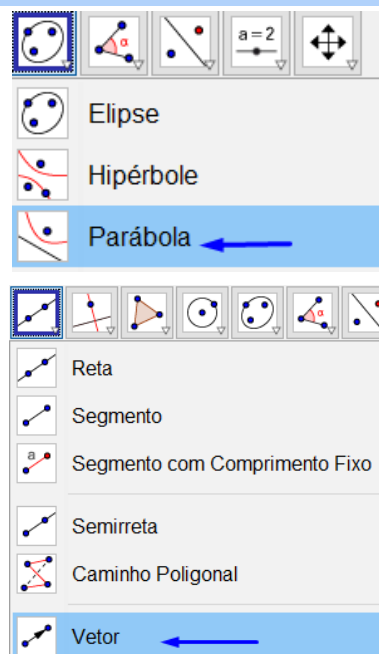 α
a=2
Elipse
Hipérbole
Parábola
α
Reta
Segmento
a
Segmento com Comprimento Fixo
Semirreta
Caminho Poligonal
Vetor